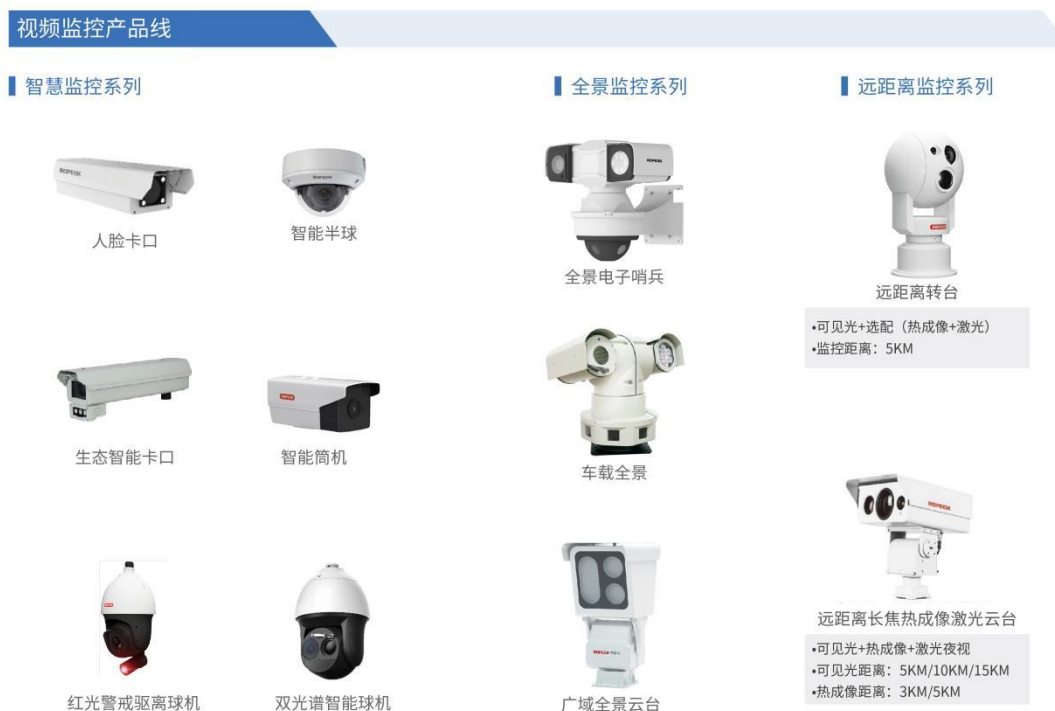 视频监控产品线
智慧监控系列
全景监控系列
远距离监控系列
ROPEOK
ROPEOK
ROPEOK
人脸卡口
智能半球
全景电子哨兵
远距离转台
•可见光+选配（热成像+激光）
•监控距离：5KM
生态智能卡口
智能筒机
车载全景
ROPEOK
远距离长焦热成像激光云台
•可见光+热成像+激光夜视
•可见光距离：5KM/10KM/15KM
•热成像距离：3KM/5KM
红光警戒驱离球机
双光谱智能球机
广域全景云台